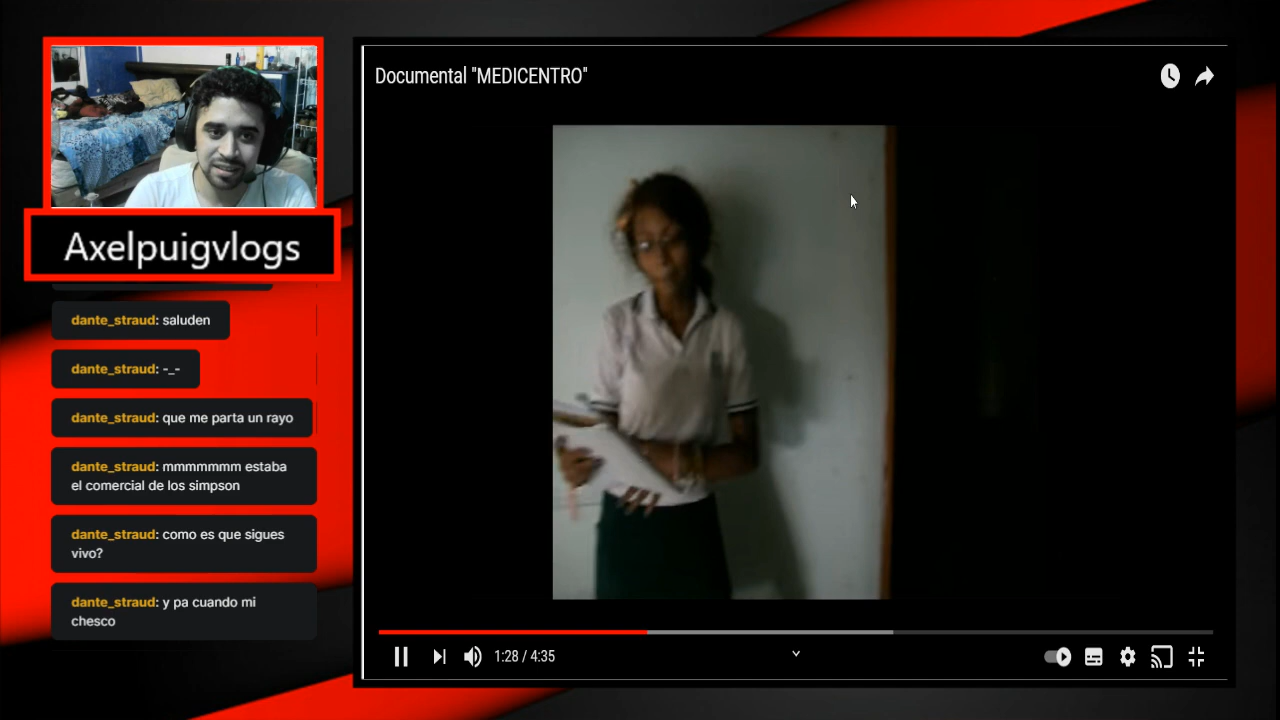 Documental "MEDICENTRO"
Axelpuigvlogs
dante_straud: saluden
dante_straud: -_-
dante_straud: que me parta un rayo
dante_straud: mmmmmmm estaba
el comercial de los simpson
dante_straud: como es que sigues
vivo?
dante_straud: y pa cuando mi
chesco
1:28 / 4:35